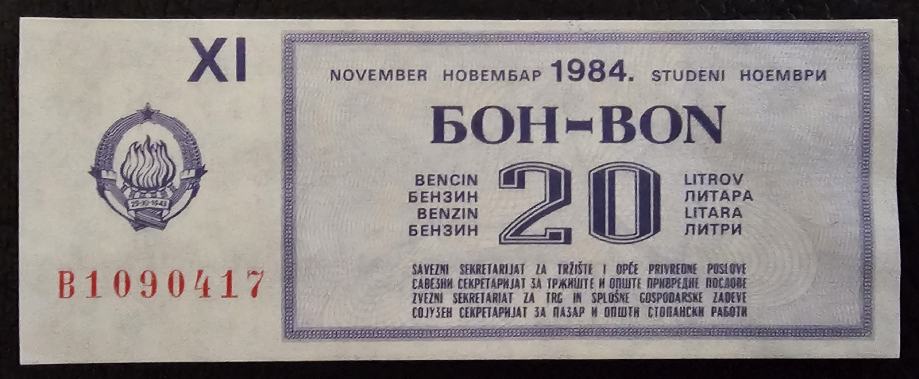 XI
NOVEMBER НОВЕМБАР 1984. STUDENI НОЕМВРИ
БОН-BON
20
BENCIN LITROV
БЕНЗИН ЛИТАРА
BENZIN LITARA
БЕНЗИН ЛИТРИ
29·XI·1943
B1090417
SAVEZNI SEKRETARIJAT ZA TRŽIŠTE I OPĆE PRIVREDNE POSLOVE
САВЕЗНИ СЕКРЕТАРИЈАТ ЗА ТРЖИШТЕ И ОПШТЕ ПРИВРЕДНЕ ПОСЛОВЕ
ZVEZNI SEKRETARIAT ZA TRG IN SPLOŠNE GOSPODARSKE ZADEVE
СОЈУЗЕН СЕКРЕТАРИЈАТ ЗА ПАЗАР И ОПШТИ СТОПАНСКИ РАБОТИ